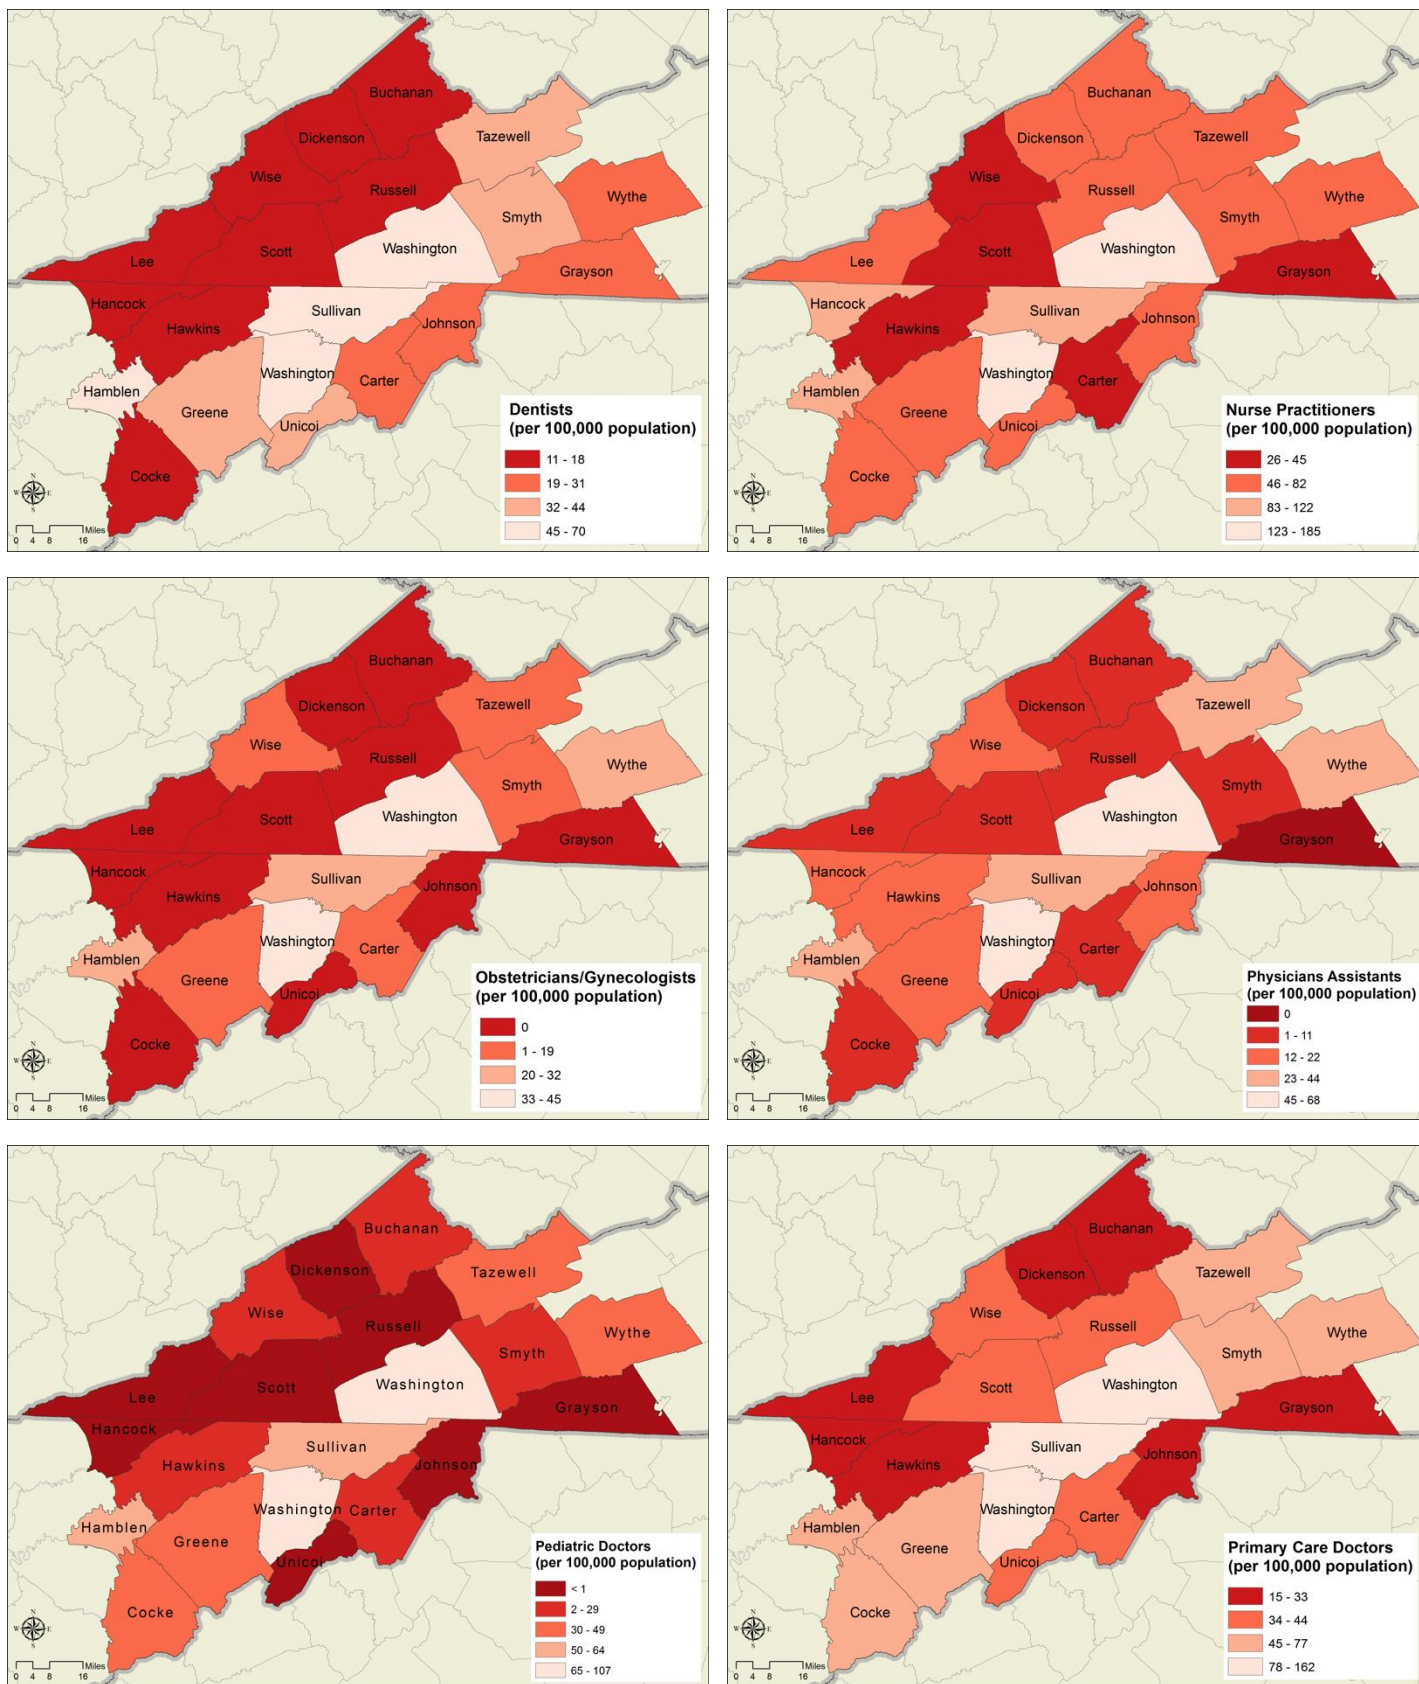 Buchanan
Dickenson
Tazewell
Wise
Russell
Wythe
Smyth
Washington
Scott
Lee
Grayson
Hancock
Sullivan
Johnson
Hawkins
Washington
Carter
Hamblen
Greene
Unicoi
Cocke
Dentists
(per 100,000 population)
11 - 18
19 - 31
32 - 44
45 - 70
N
W E
S
Miles
0 4 8 16
Buchanan
Dickenson
Tazewell
Wise
Russell
Wythe
Smyth
Washington
Scott
Lee
Grayson
Hancock
Sullivan
Johnson
Hawkins
Washington
Carter
Hamblen
Greene
Unicoi
Cocke
Nurse Practitioners
(per 100,000 population)
26 - 45
46 - 82
83 - 122
123 - 185
N
W E
S
Miles
0 4 8 16
Buchanan
Dickenson
Tazewell
Wise
Russell
Wythe
Smyth
Washington
Scott
Lee
Grayson
Hancock
Sullivan
Johnson
Hawkins
Washington
Carter
Hamblen
Greene
Unicoi
Cocke
Obstetricians/Gynecologists
(per 100,000 population)
0
1 - 19
20 - 32
33 - 45
N
W E
S
Miles
0 4 8 16
Buchanan
Dickenson
Tazewell
Wise
Russell
Wythe
Smyth
Washington
Scott
Lee
Grayson
Hancock
Sullivan
Johnson
Hawkins
Washington
Carter
Hamblen
Greene
Unicoi
Cocke
Physicians Assistants
(per 100,000 population)
0
1 - 11
12 - 22
23 - 44
45 - 68
N
W E
S
Miles
0 4 8 16
Buchanan
Dickenson
Tazewell
Wise
Russell
Wythe
Smyth
Washington
Scott
Lee
Grayson
Hancock
Sullivan
Johnson
Hawkins
Washington
Carter
Hamblen
Greene
Unicoi
Cocke
Pediatric Doctors
(per 100,000 population)
< 1
2 - 29
30 - 49
50 - 64
65 - 107
N
W E
S
Miles
0 4 8 16
Buchanan
Dickenson
Tazewell
Wise
Russell
Wythe
Smyth
Washington
Scott
Lee
Grayson
Hancock
Sullivan
Johnson
Hawkins
Washington
Carter
Hamblen
Greene
Unicoi
Cocke
Primary Care Doctors
(per 100,000 population)
15 - 33
34 - 44
45 - 77
78 - 162
N
W E
S
Miles
0 4 8 16